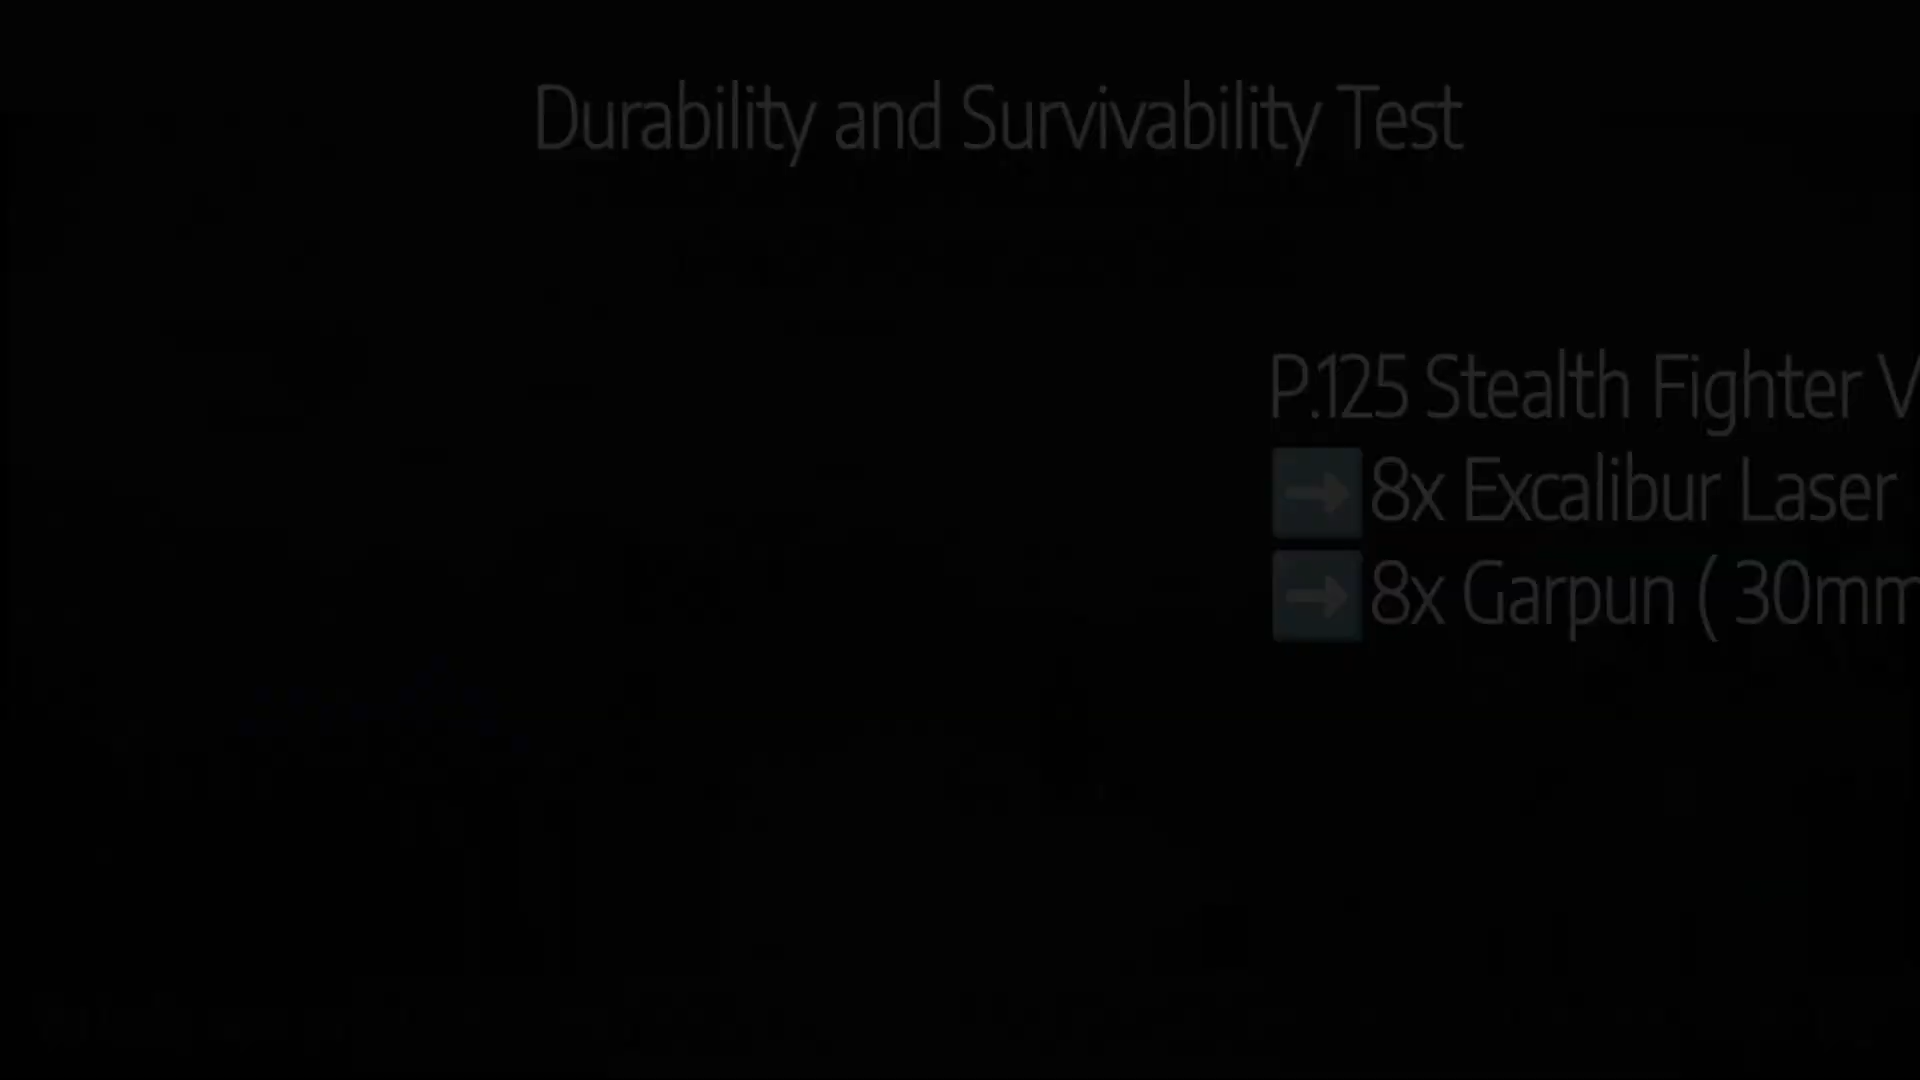 Durability and Survivability Test
P.125 Stealth Fighter V
➡8x Excalibur Laser
➡8x Garpun ( 30mm